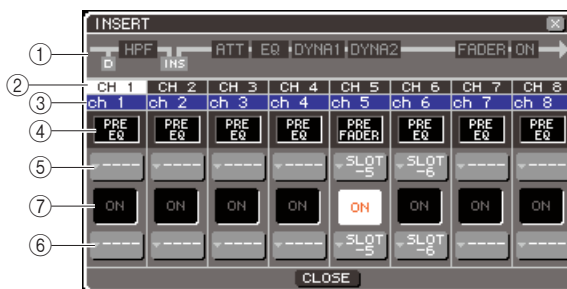 INSERT
① HPF ATT EQ DYNA1 DYNA2 FADER ON
D INS
② CH 1 CH 2 CH 3 CH 4 CH 5 CH 6 CH 7 CH 8
③ ch 1 ch 2 ch 3 ch 4 ch 5 ch 6 ch 7 ch 8
④ PRE EQ PRE EQ PRE EQ PRE EQ PRE FADER PRE EQ PRE EQ PRE EQ
⑤ ---- ---- ---- ---- SLOT-5 SLOT-6 ---- ----
⑦ ON ON ON ON ON ON ON ON
⑥ ---- ---- ---- ---- SLOT-5 SLOT-6 ---- ----
CLOSE